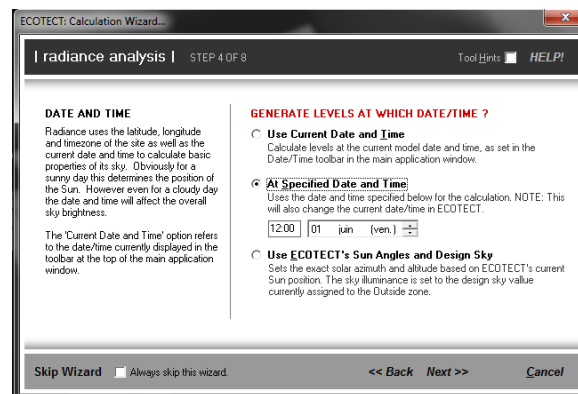 ECOTECT: Calculation Wizard...
| radiance analysis | STEP 4 OF 8 Tool Hints HELP!
DATE AND TIME
Radiance uses the latitude, longitude
and timezone of the site as well as the
current date and time to calculate basic
properties of its sky. Obviously for a
sunny day this determines the position of
the Sun. However even for a cloudy day
the date and time will affect the overall
sky brightness.
The 'Current Date and Time' option refers
to the date/time currently displayed in the
toolbar at the top of the main application
window.
GENERATE LEVELS AT WHICH DATE/TIME ?
Use Current Date and Time
Calculate levels at the current model date and time, as set in the
Date/Time toolbar in the main application window.
At Specified Date and Time
Uses the date and time specified below for the calculation. NOTE: This
will also change the current date/time in ECOTECT.
12:00 01 juin (ven.)
Use ECOTECT's Sun Angles and Design Sky
Sets the exact solar azimuth and altitude based on ECOTECT's current
Sun position. The sky illuminance is set to the design sky vallue
currently assigned to the Outside zone.
Skip Wizard Always skip this wizard. << Back Next >> Cancel